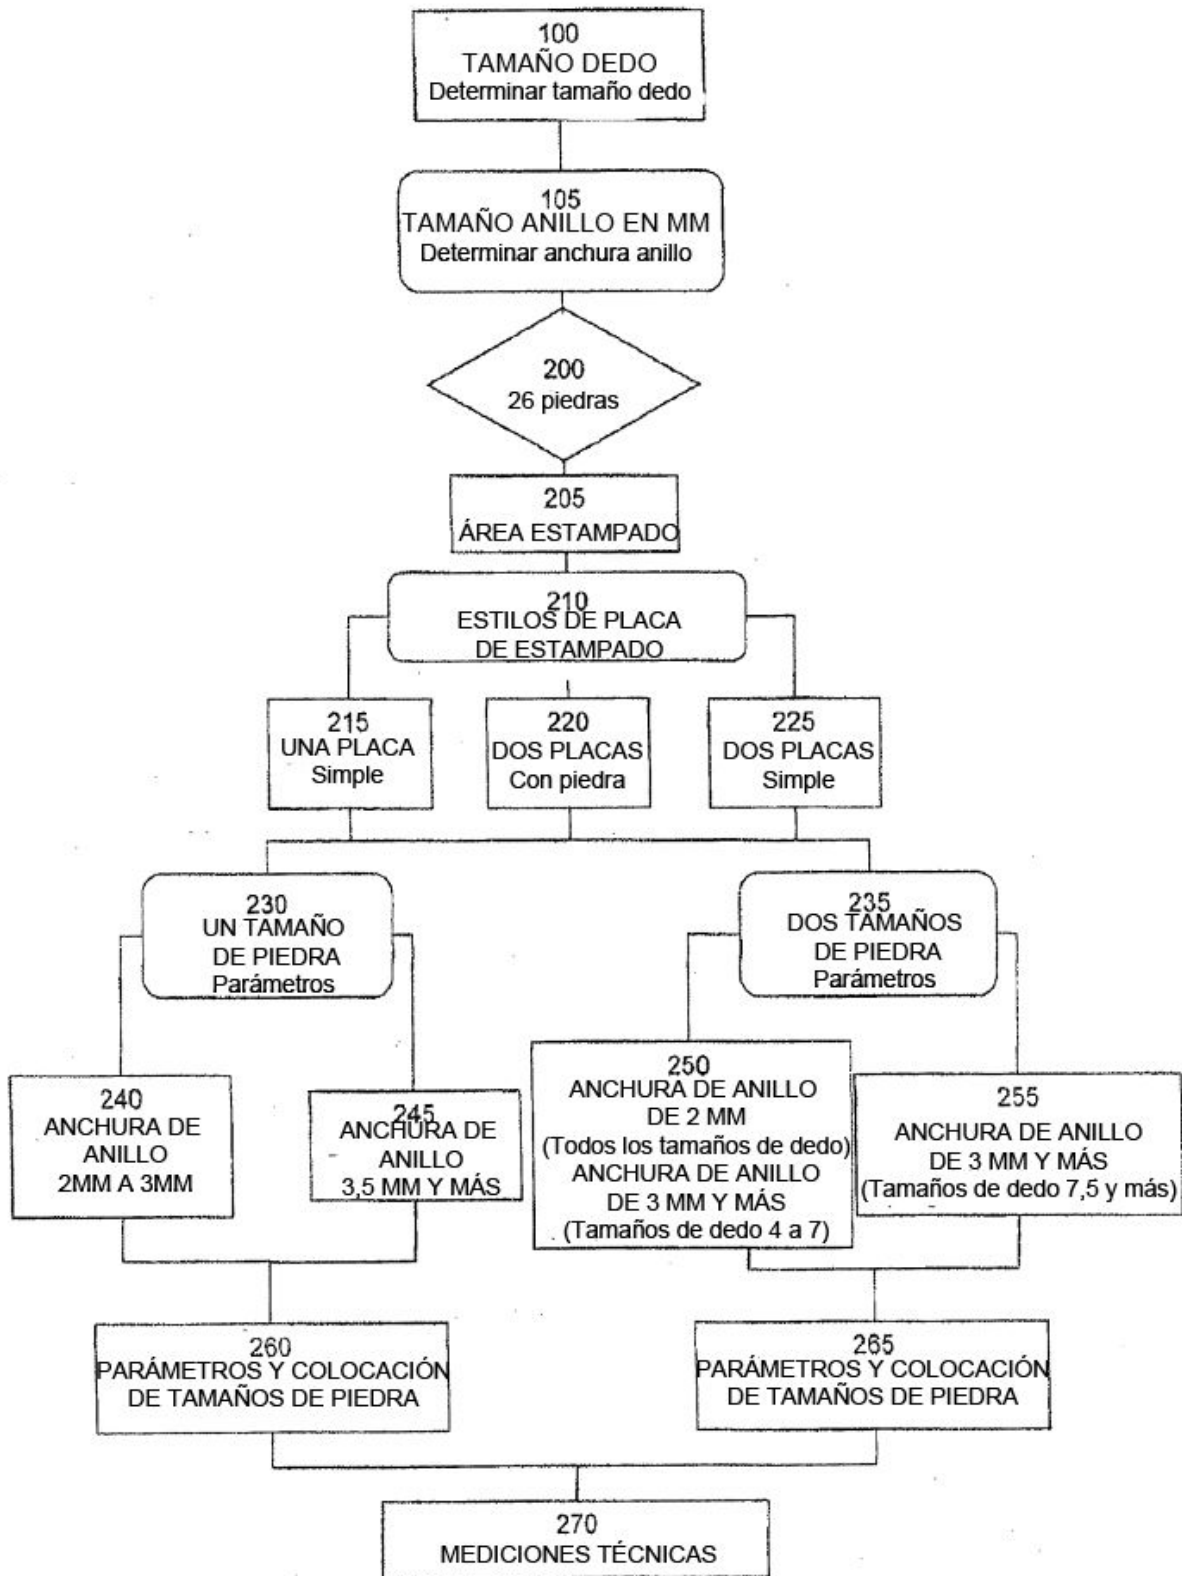 100
TAMAÑO DEDO
Determinar tamaño dedo
105
TAMAÑO ANILLO EN MM
Determinar anchura anillo
200
26 piedras
205
ÁREA ESTAMPADO
210
ESTILOS DE PLACA
DE ESTAMPADO
215
UNA PLACA
Simple
220
DOS PLACAS
Con piedra
225
DOS PLACAS
Simple
230
UN TAMAÑO
DE PIEDRA
Parámetros
235
DOS TAMAÑOS
DE PIEDRA
Parámetros
240
ANCHURA DE
ANILLO
2MM A 3MM
245
ANCHURA DE
ANILLO
3,5 MM Y MÁS
250
ANCHURA DE ANILLO
DE 2 MM
(Todos los tamaños de dedo)
ANCHURA DE ANILLO
DE 3 MM Y MÁS
(Tamaños de dedo 4 a 7)
255
ANCHURA DE ANILLO
DE 3 MM Y MÁS
(Tamaños de dedo 7,5 y más)
260
PARÁMETROS Y COLOCACIÓN
DE TAMAÑOS DE PIEDRA
265
PARÁMETROS Y COLOCACIÓN
DE TAMAÑOS DE PIEDRA
270
MEDICIONES TÉCNICAS